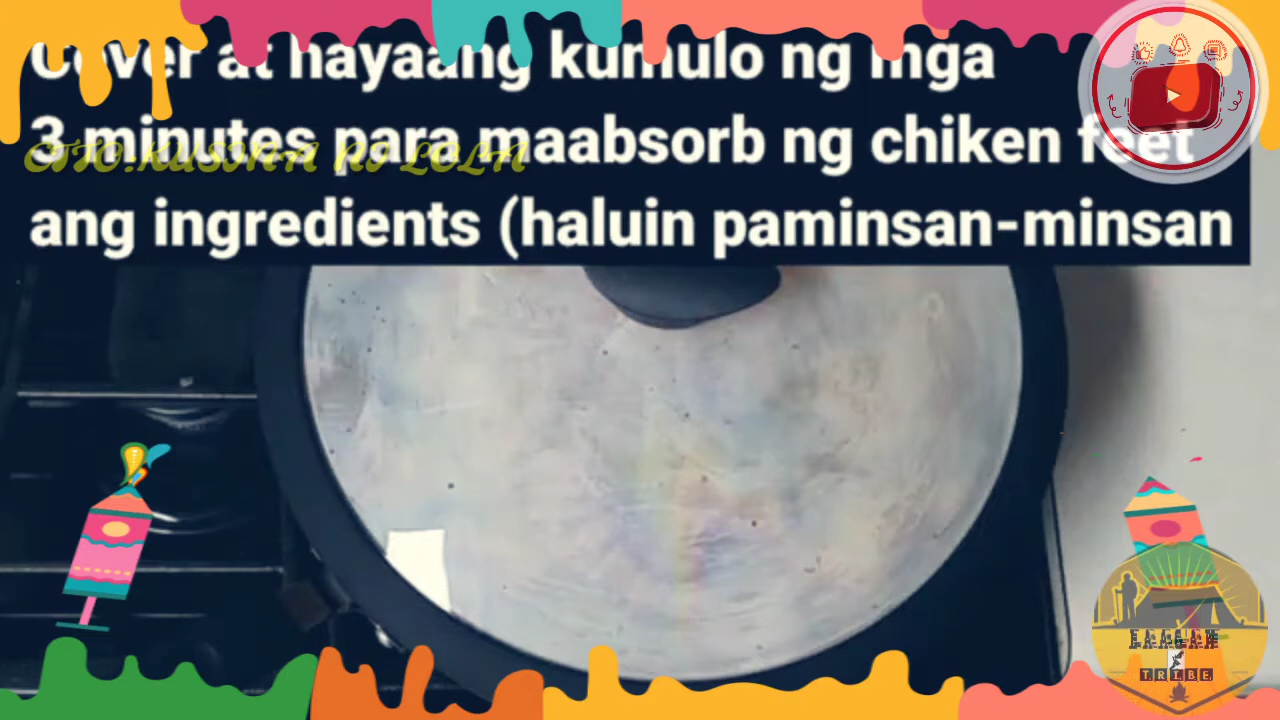 Cover at hayaang kumulo ng mga
3 minutes para maabsorb ng chiken feet
ang ingredients (haluin paminsan-minsan
LAAGAN
TRIBE